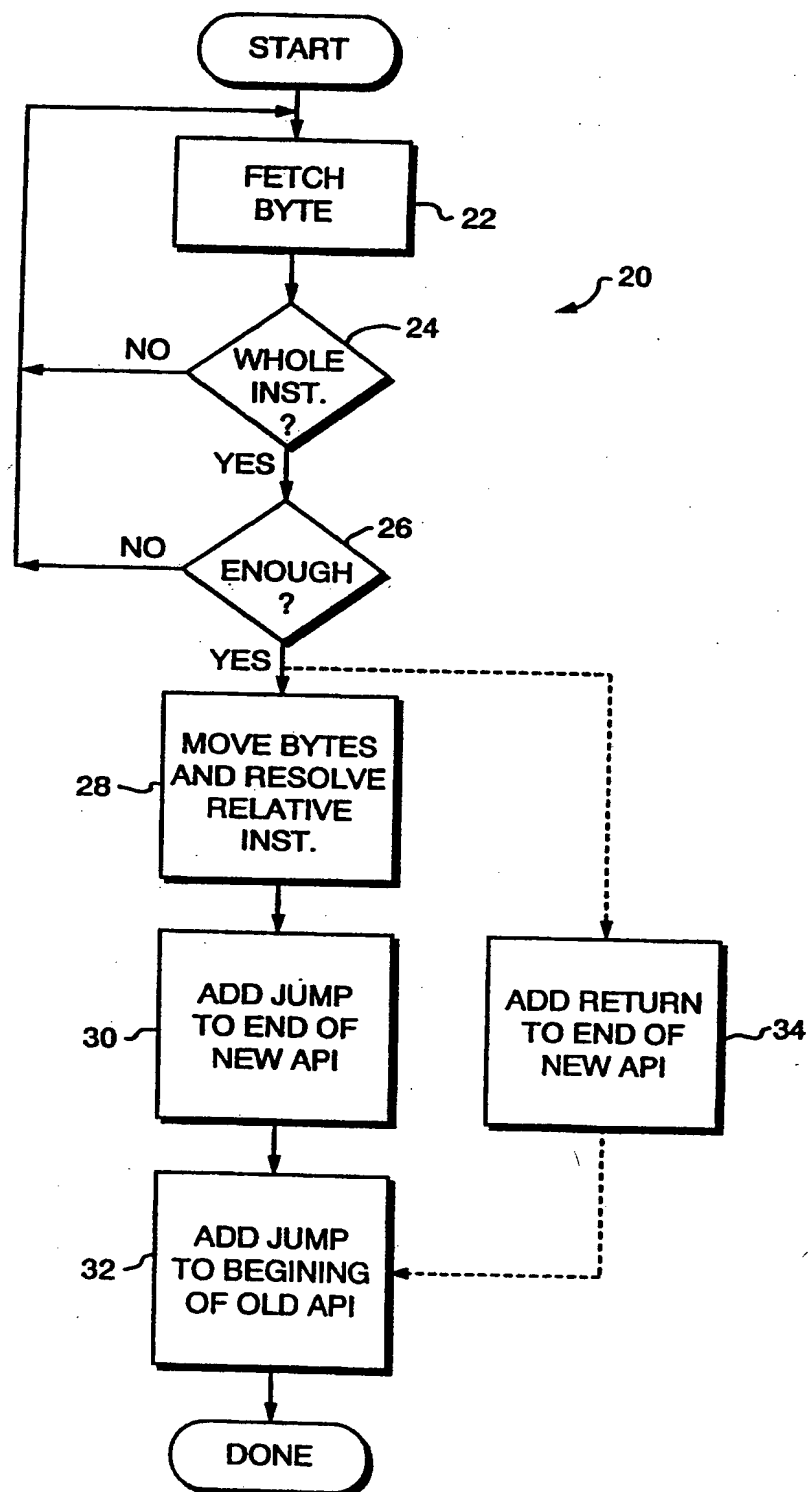 START
FETCH
BYTE
22
20
24
NO
WHOLE
INST.
?
YES
26
NO
ENOUGH
?
YES
28
MOVE BYTES
AND RESOLVE
RELATIVE
INST.
30
ADD JUMP
TO END OF
NEW API
ADD RETURN
TO END OF
NEW API
34
32
ADD JUMP
TO BEGINING
OF OLD API
DONE